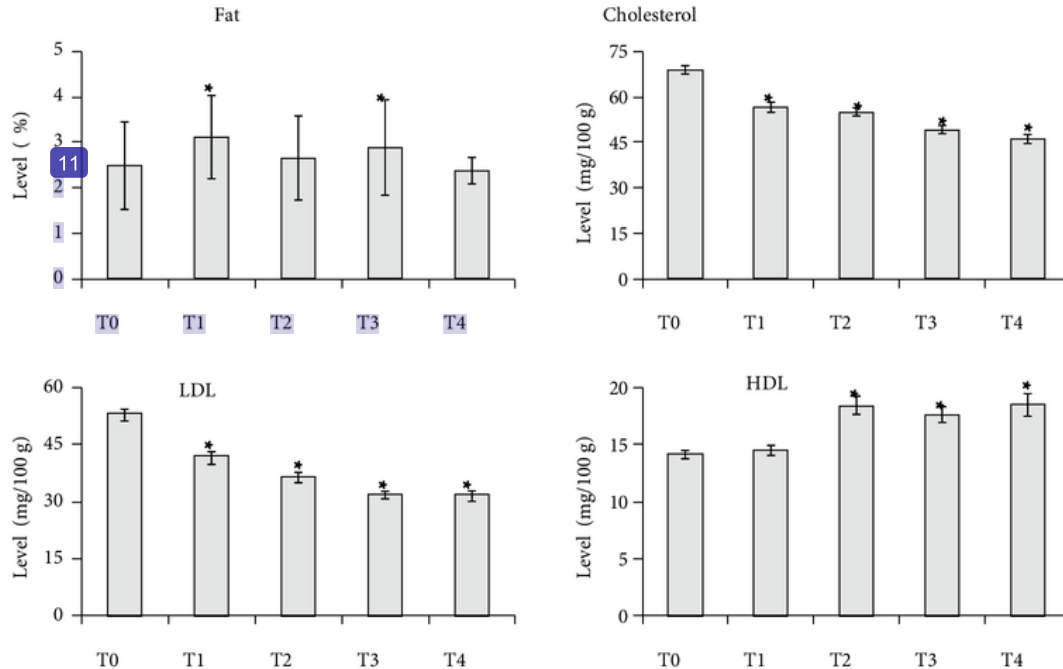 Fat
5
4
3
2
1
0
Level ( %)
11
T0 T1 T2 T3 T4
Cholesterol
75
60
45
30
15
0
Level (mg/100 g)
T0 T1 T2 T3 T4
LDL
60
45
30
15
0
Level (mg/100 g)
T0 T1 T2 T3 T4
HDL
20
15
10
5
0
Level (mg/100 g)
T0 T1 T2 T3 T4